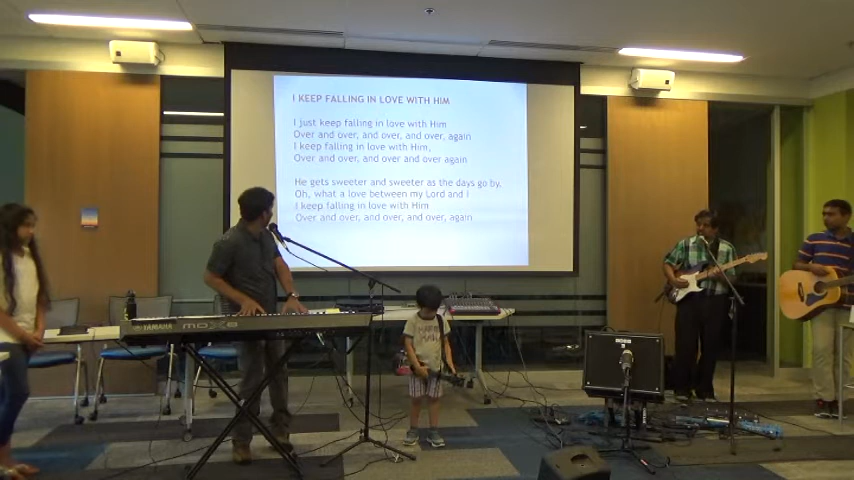 I KEEP FALLING IN LOVE WITH HIM
I just keep falling in love with Him
Over and over, and over, and over, again
I keep falling in love with Him,
Over and over, and over, and over again
He gets sweeter and sweeter as the days go by,
Oh, what a love between my Lord and I
I keep falling in love with Him
Over and over, and over, and over, again
YAMAHA
MOX8